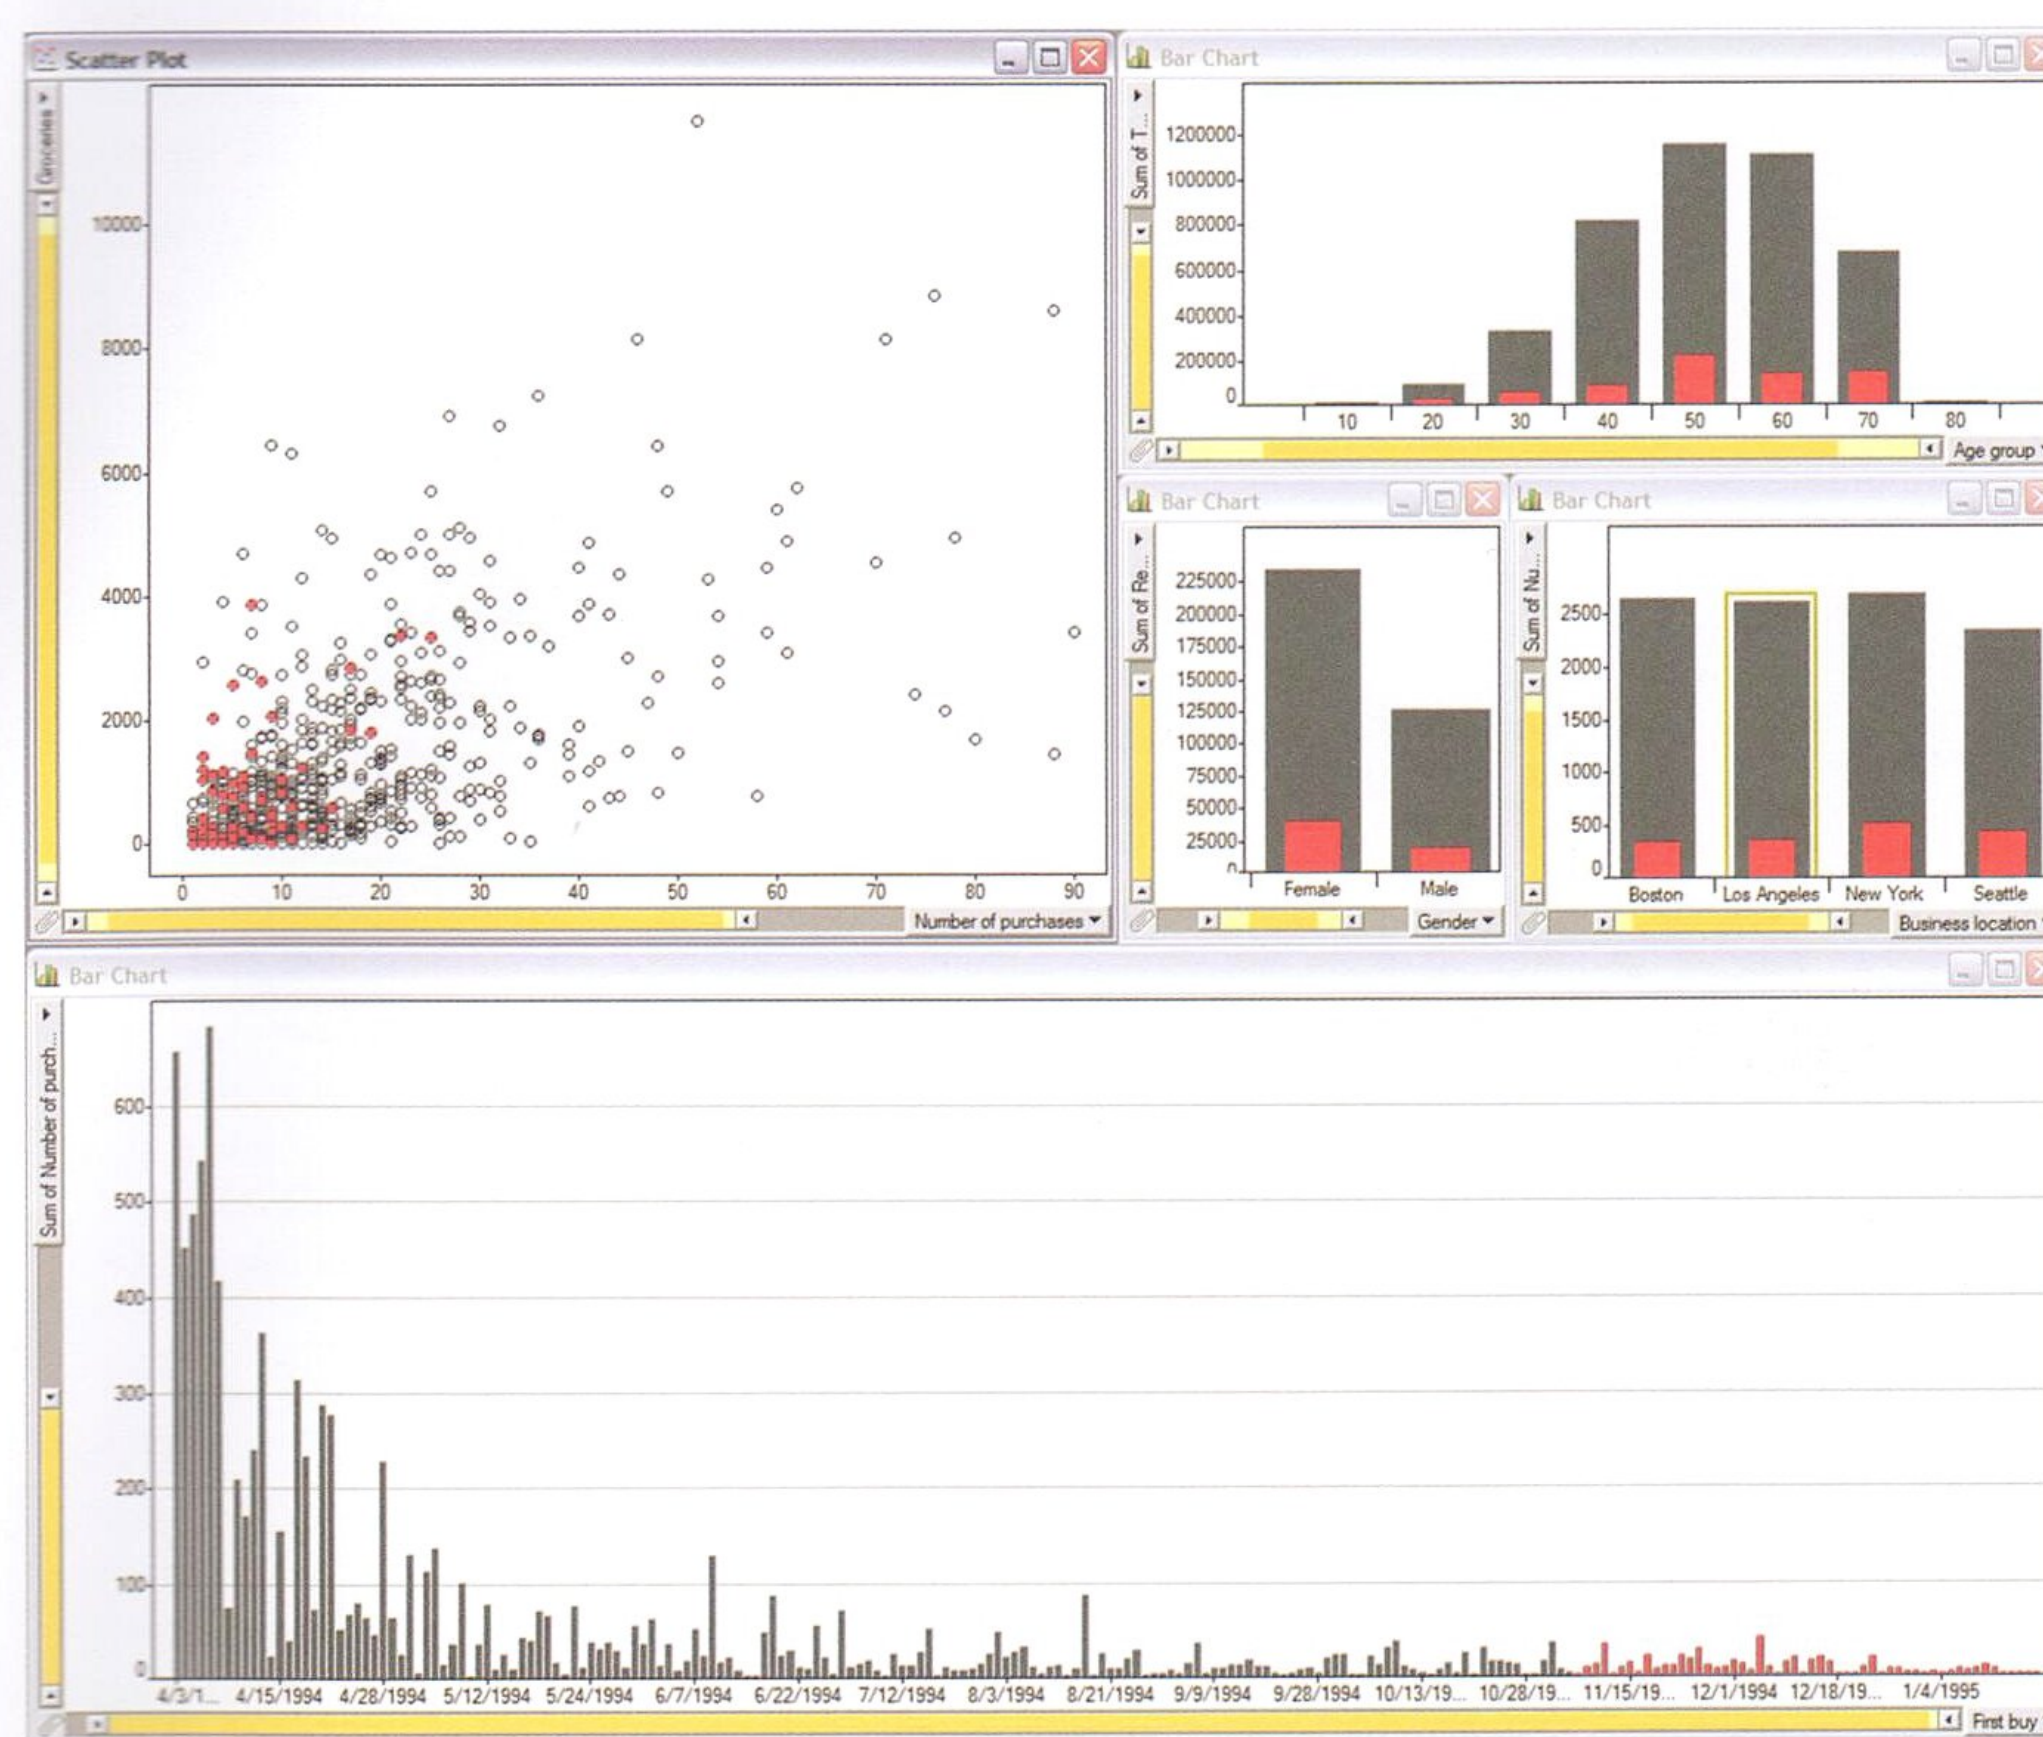 Scatter Plot
Groceries
10000
8000
6000
4000
2000
0
0 10 20 30 40 50 60 70 80 90
Number of purchases
Bar Chart
Sum of T...
1200000
1000000
800000
600000
400000
200000
0
10 20 30 40 50 60 70 80
Age group
Bar Chart
Sum of Re...
225000
200000
175000
150000
125000
100000
75000
50000
25000
0
Female Male
Gender
Bar Chart
Sum of Nu...
2500
2000
1500
1000
500
0
Boston Los Angeles New York Seattle
Business location
Bar Chart
Sum of Number of purch...
600
500
400
300
200
100
0
4/3/1... 4/15/1994 4/28/1994 5/12/1994 5/24/1994 6/7/1994 6/22/1994 7/12/1994 8/3/1994 8/21/1994 9/9/1994 9/28/1994 10/13/19... 10/28/19... 11/15/19... 12/1/1994 12/18/19... 1/4/1995
First buy